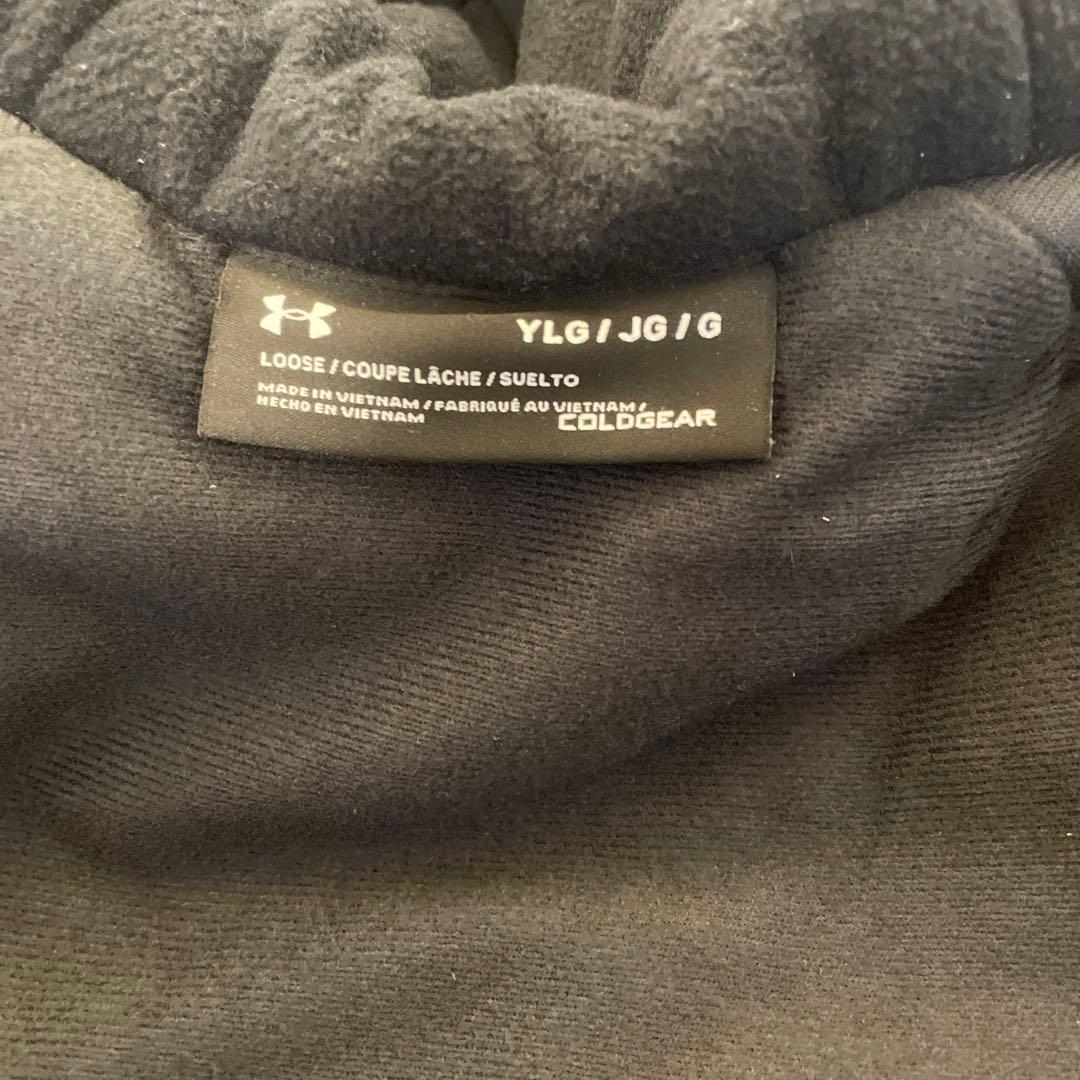 YLG / JG / G
LOOSE / COUPE LÂCHE / SUELTO
MADE IN VIETNAM / FABRIQUÉ AU VIETNAM /
HECHO EN VIETNAM
COLDGEAR